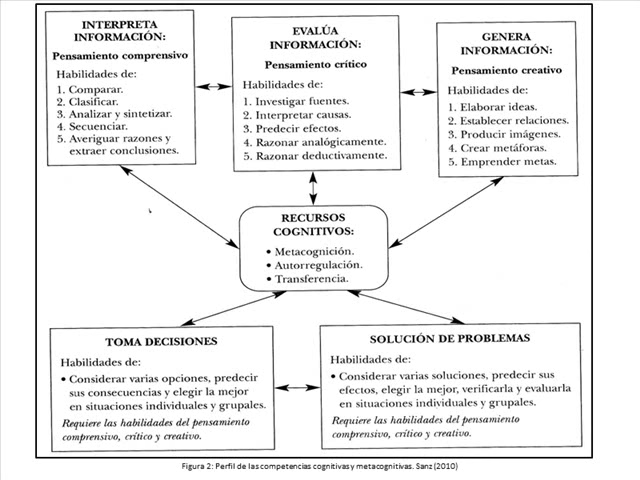 INTERPRETA
INFORMACIÓN:
Pensamiento comprensivo
Habilidades de:
1. Comparar.
2. Clasificar.
3. Analizar y sintetizar.
4. Secuenciar.
5. Averiguar razones y
extraer conclusiones.
EVALÚA
INFORMACIÓN:
Pensamiento crítico
Habilidades de:
1. Investigar fuentes.
2. Interpretar causas.
3. Predecir efectos.
4. Razonar analógicamente.
5. Razonar deductivamente.
GENERA
INFORMACIÓN:
Pensamiento creativo
Habilidades de:
1. Elaborar ideas.
2. Establecer relaciones.
3. Producir imágenes.
4. Crear metáforas.
5. Emprender metas.
RECURSOS
COGNITIVOS:
• Metacognición.
• Autorregulación.
• Transferencia.
TOMA DECISIONES
Habilidades de:
• Considerar varias opciones, predecir
sus consecuencias y elegir la mejor
en situaciones individuales y grupales.
Requiere las habilidades del pensamiento
comprensivo, crítico y creativo.
SOLUCIÓN DE PROBLEMAS
Habilidades de:
• Considerar varias soluciones, predecir sus
efectos, elegir la mejor, verificarla y evaluarla
en situaciones individuales y grupales.
Requiere las habilidades del pensamiento
comprensivo, crítico y creativo.
Figura 2: Perfil de las competencias cognitivas y metacognitivas. Sanz (2010)